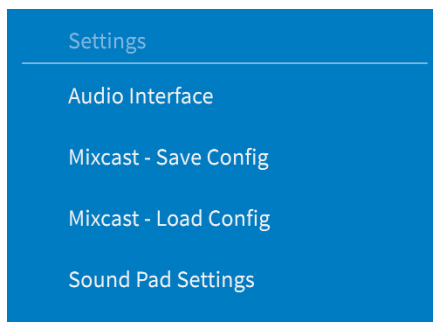 Settings
Audio Interface
Mixcast - Save Config
Mixcast - Load Config
Sound Pad Settings